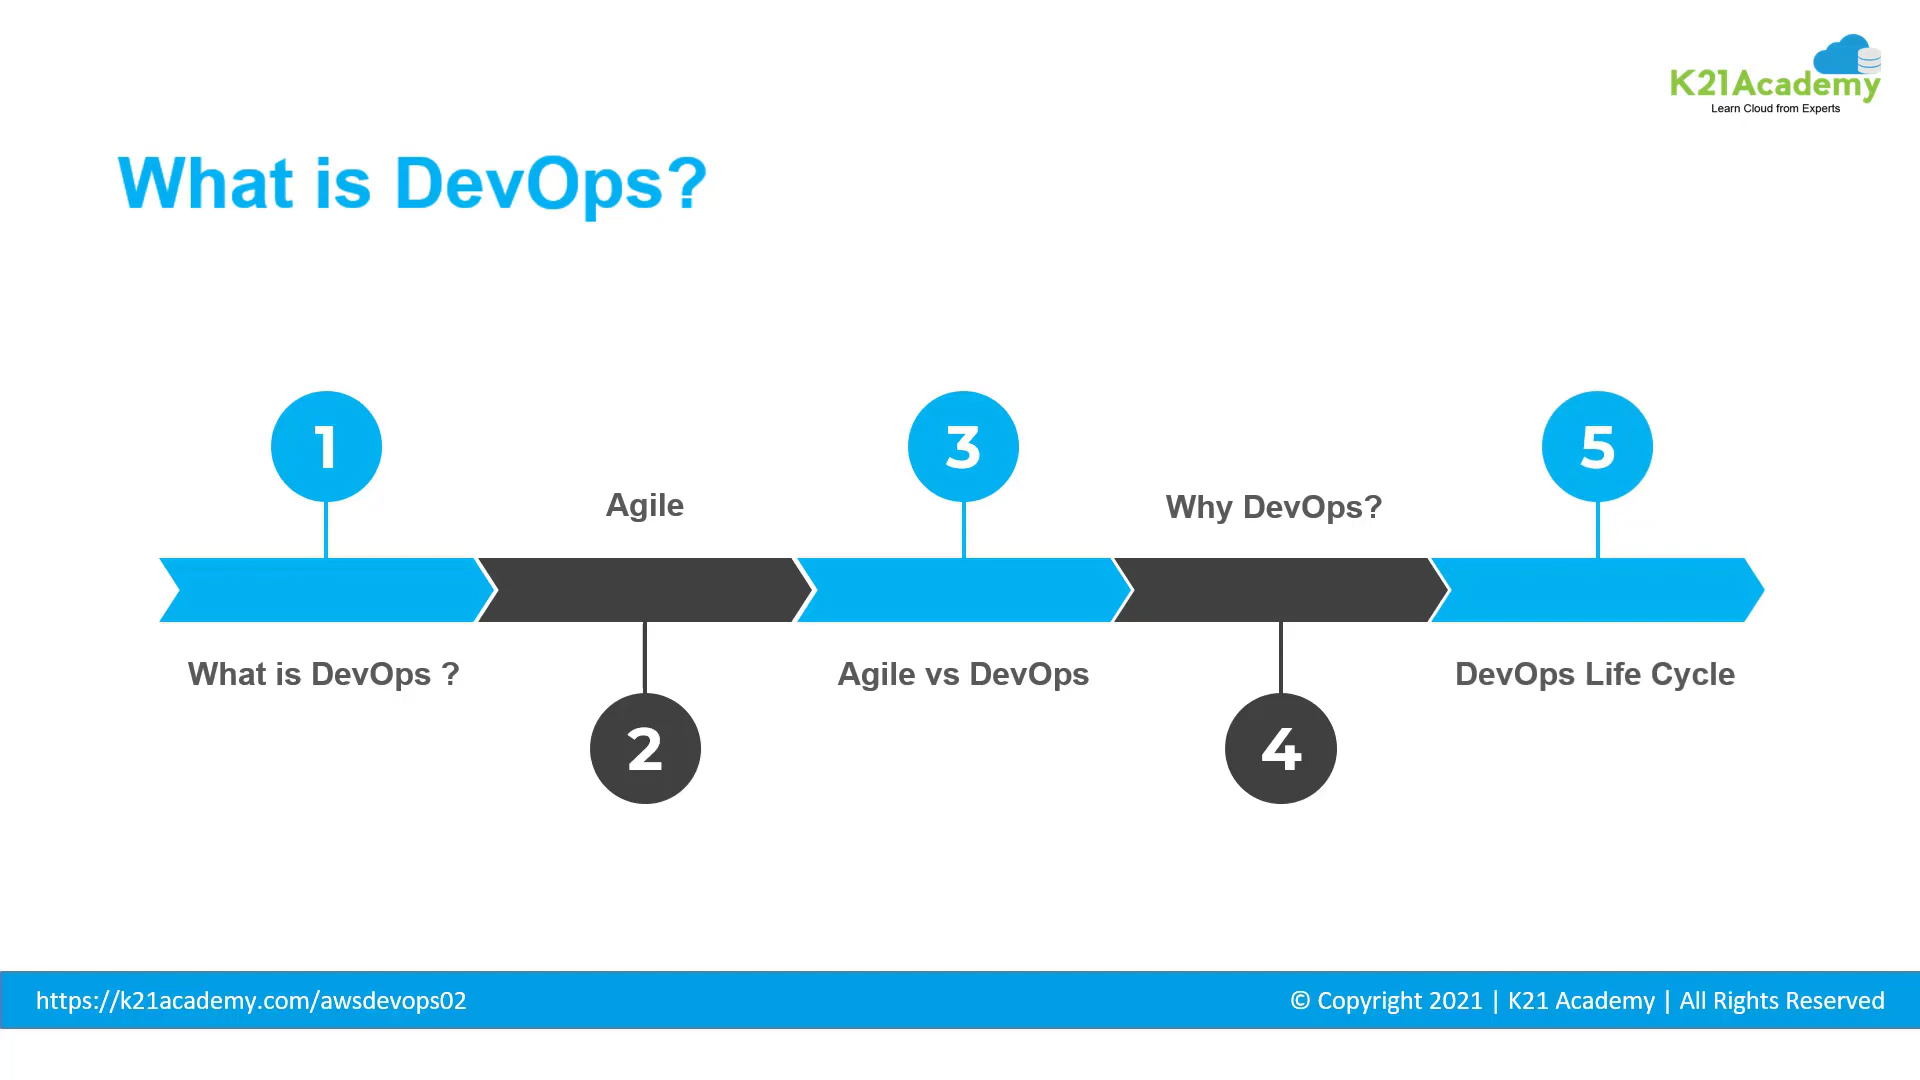 K21Academy
Learn Cloud from Experts
What is DevOps?
1
3
5
Agile
Why DevOps?
What is DevOps ?
Agile vs DevOps
DevOps Life Cycle
2
4
https://k21academy.com/awsdevops02
© Copyright 2021 | K21 Academy | All Rights Reserved